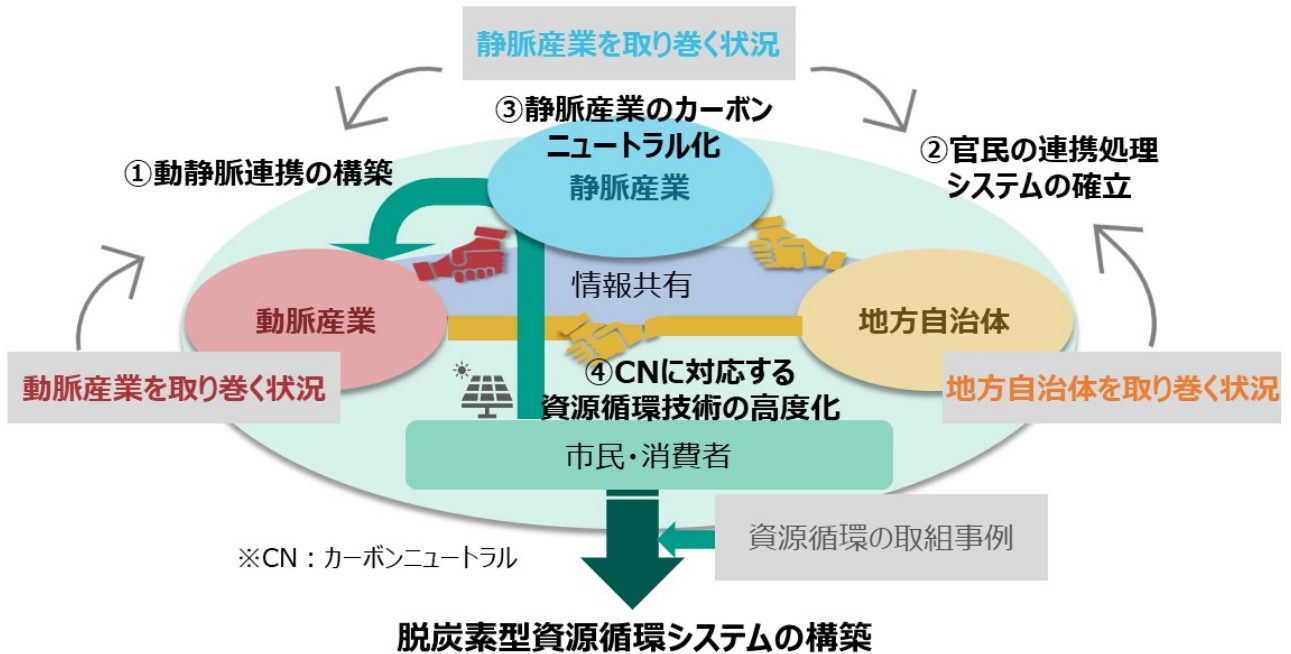 静脈産業を取り巻く状況
③静脈産業のカーボン
ニュートラル化
静脈産業
①動静脈連携の構築
②官民の連携処理
システムの確立
情報共有
動脈産業
地方自治体
動脈産業を取り巻く状況
④CNに対応する
資源循環技術の高度化
地方自治体を取り巻く状況
市民・消費者
資源循環の取組事例
※CN：カーボンニュートラル
脱炭素型資源循環システムの構築